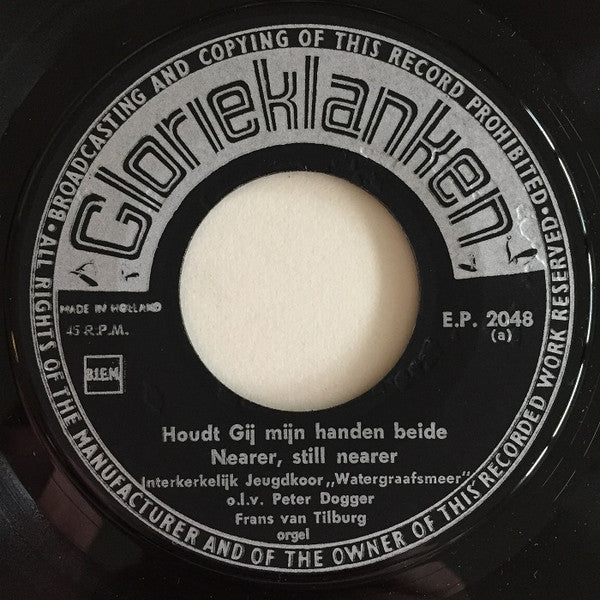 ALL RIGHTS OF THE MANUFACTURER AND OF THE OWNER OF THIS RECORDED WORK RESERVED · BROADCASTING AND COPYING OF THIS RECORD PROHIBITED ·
Glorieklanken
MADE IN HOLLAND
45 R.P.M.
BIEM
E.P. 2048
(a)
Houdt Gij mijn handen beide
Nearer, still nearer
Interkerkelijk Jeugdkoor „Watergraafsmeer"
o.l.v. Peter Dogger
Frans van Tilburg
orgel